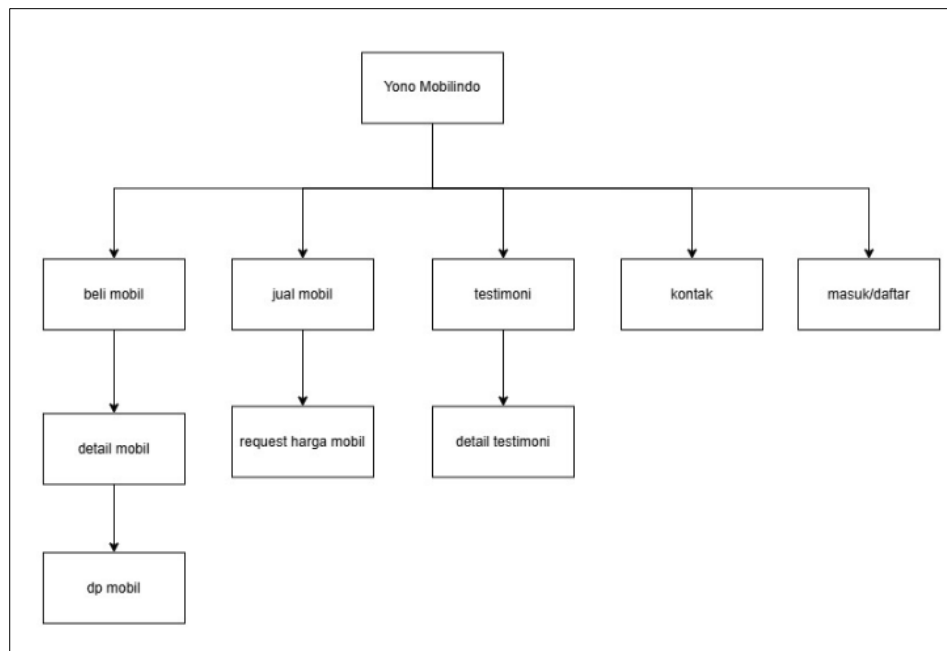 Yono Mobilindo
beli mobil
jual mobil
testimoni
kontak
masuk/daftar
detail mobil
request harga mobil
detail testimoni
dp mobil